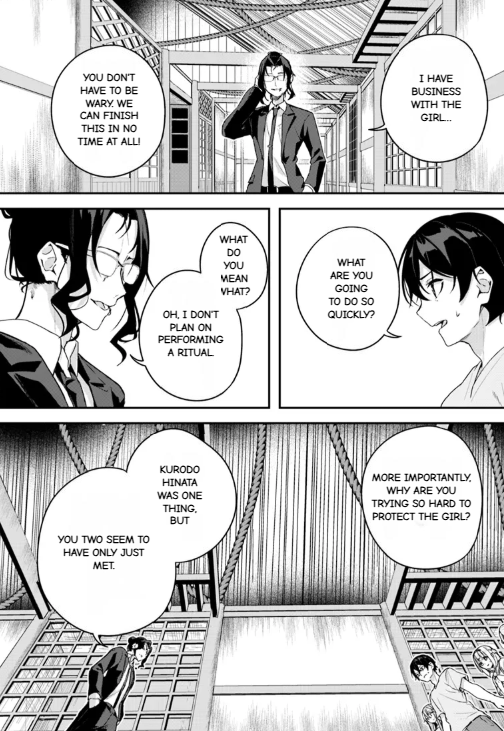 I HAVE
BUSINESS
WITH THE
GIRL...
YOU DON'T
HAVE TO BE
WARY. WE
CAN FINISH
THIS IN NO
TIME AT ALL!
WHAT
ARE YOU
GOING
TO DO SO
QUICKLY?
WHAT
DO
YOU
MEAN
WHAT?
OH, I DON'T
PLAN ON
PERFORMING
A RITUAL.
MORE IMPORTANTLY,
WHY ARE YOU
TRYING SO HARD TO
PROTECT THE GIRL?
KURODO
HINATA
WAS ONE
THING,
BUT
YOU TWO SEEM TO
HAVE ONLY JUST
MET.